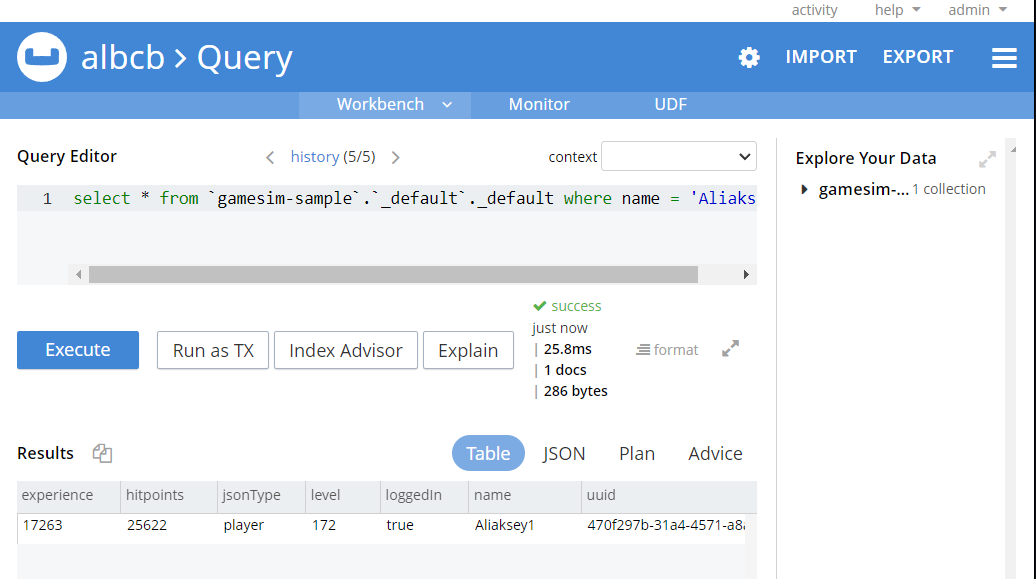 activity help admin
albcb > Query IMPORT EXPORT
Workbench Monitor UDF
Query Editor history (5/5) context
1 select * from `gamesim-sample`.`_default`._default where name = 'Aliaks
Explore Your Data
gamesim-... 1 collection
success
just now
| 25.8ms
| 1 docs
| 286 bytes
Execute Run as TX Index Advisor Explain format
Results Table JSON Plan Advice
experience hitpoints jsonType level loggedIn name uuid
17263 25622 player 172 true Aliaksey1 470f297b-31a4-4571-a8